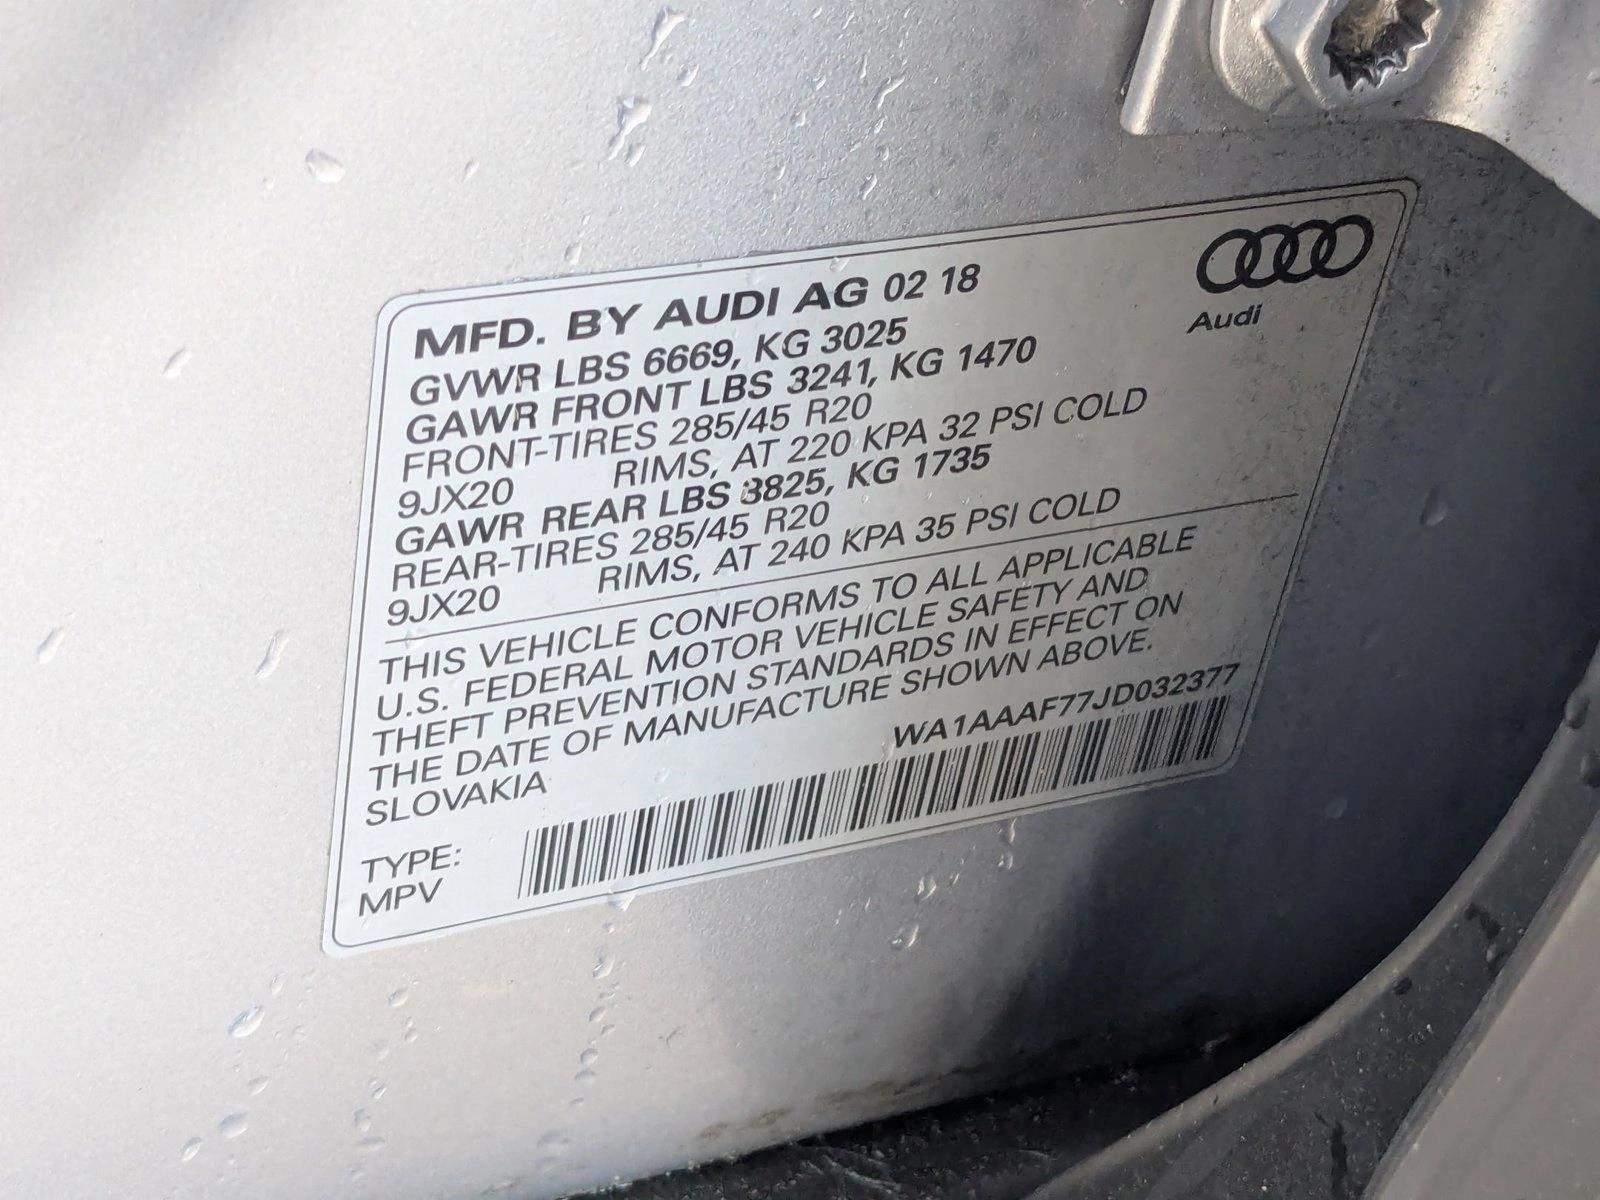 MFD. BY AUDI AG 02 18
Audi
GVWR LBS 6669, KG 3025
GAWR FRONT LBS 3241, KG 1470
FRONT-TIRES 285/45 R20
9JX20 RIMS, AT 220 KPA 32 PSI COLD
GAWR REAR LBS 3825, KG 1735
REAR-TIRES 285/45 R20
9JX20 RIMS, AT 240 KPA 35 PSI COLD
THIS VEHICLE CONFORMS TO ALL APPLICABLE
U.S. FEDERAL MOTOR VEHICLE SAFETY AND
THEFT PREVENTION STANDARDS IN EFFECT ON
THE DATE OF MANUFACTURE SHOWN ABOVE.
SLOVAKIA
WA1AAAF77JD032377
TYPE:
MPV